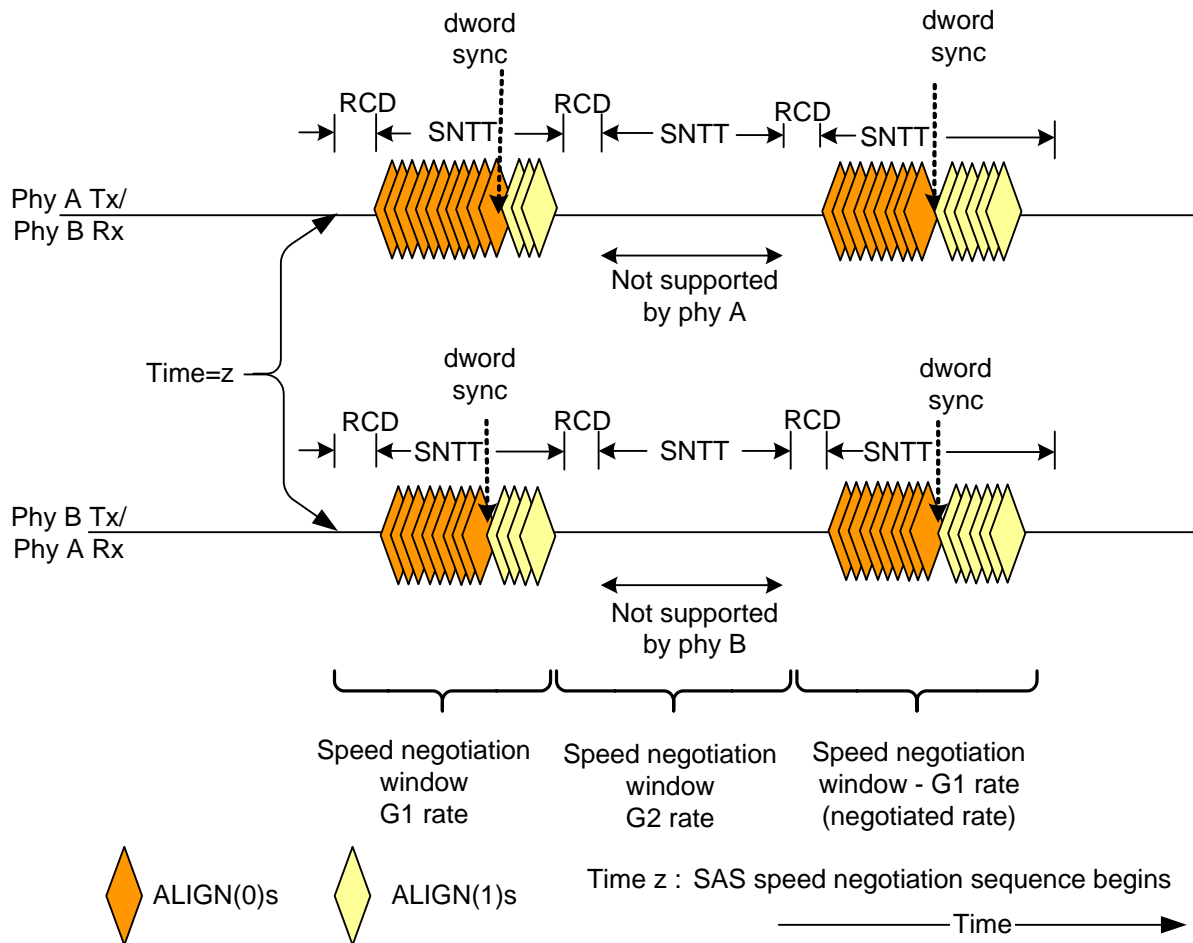 dword
sync
dword
sync
RCD
SNTT
RCD
SNTT
RCD
SNTT
Phy A Tx/
Phy B Rx
Not supported
by phy A
Time=z
dword
sync
dword
sync
RCD
SNTT
RCD
SNTT
RCD
SNTT
Phy B Tx/
Phy A Rx
Not supported
by phy B
Speed negotiation
window
G1 rate
Speed negotiation
window
G2 rate
Speed negotiation
window - G1 rate
(negotiated rate)
ALIGN(0)s
ALIGN(1)s
Time z : SAS speed negotiation sequence begins
Time